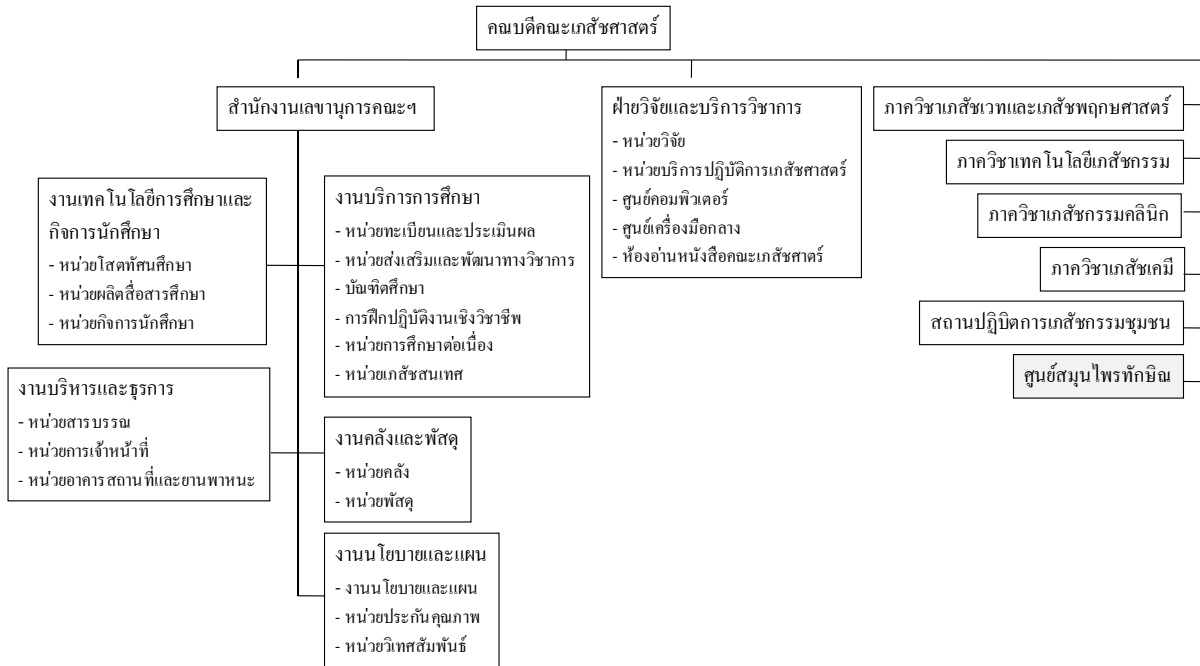 คณบดีคณะเภสัชศาสตร์
สำนักงานเลขานุการคณะฯ
งานเทคโนโลยีการศึกษาและ
กิจการนักศึกษา
- หน่วยโสตทัศนศึกษา
- หน่วยผลิตสื่อสารศึกษา
- หน่วยกิจการนักศึกษา
งานบริการการศึกษา
- หน่วยทะเบียนและประเมินผล
- หน่วยส่งเสริมและพัฒนาทางวิชาการ
- บัณฑิตศึกษา
- การฝึกปฏิบัติงานเชิงวิชาชีพ
- หน่วยการศึกษาต่อเนื่อง
- หน่วยเภสัชสนเทศ
งานบริหารและธุรการ
- หน่วยสารบรรณ
- หน่วยการเจ้าหน้าที่
- หน่วยอาคารสถานที่และยานพาหนะ
งานคลังและพัสดุ
- หน่วยคลัง
- หน่วยพัสดุ
งานนโยบายและแผน
- งานนโยบายและแผน
- หน่วยประกันคุณภาพ
- หน่วยวิเทศสัมพันธ์
ฝ่ายวิจัยและบริการวิชาการ
- หน่วยวิจัย
- หน่วยบริการปฏิบัติการเภสัชศาสตร์
- ศูนย์คอมพิวเตอร์
- ศูนย์เครื่องมือกลาง
- ห้องอ่านหนังสือคณะเภสัชศาตร์
ภาควิชาเภสัชเวทและเภสัชพฤกษศาสตร์
ภาควิชาเทคโนโลยีเภสัชกรรม
ภาควิชาเภสัชกรรมคลินิก
ภาควิชาเภสัชเคมี
สถานปฏิบิตการเภสัชกรรมชุมชน
ศูนย์สมุนไพรทักษิณ